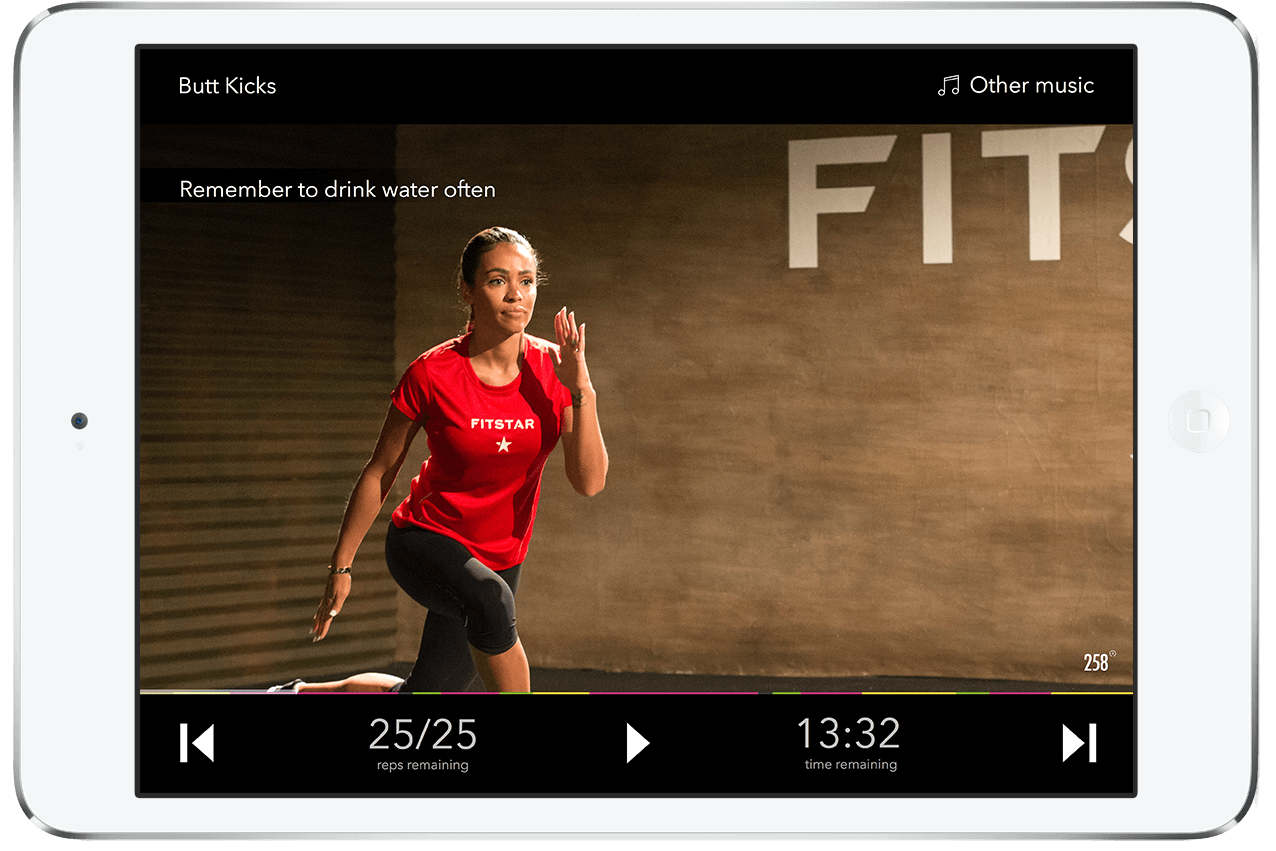 Butt Kicks
Other music
Remember to drink water often
FIT
FITSTAR
258
25/25
reps remaining
13:32
time remaining